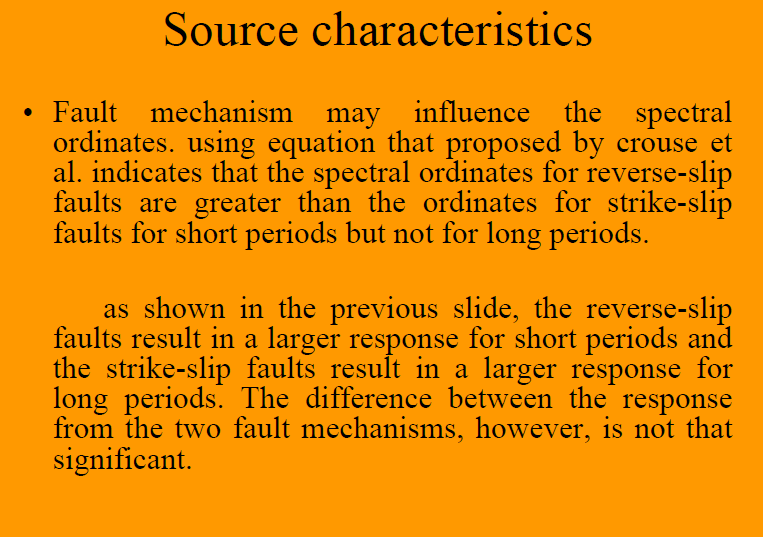 Source characteristics
• Fault mechanism may influence the spectral
ordinates. using equation that proposed by crouse et
al. indicates that the spectral ordinates for reverse-slip
faults are greater than the ordinates for strike-slip
faults for short periods but not for long periods.
as shown in the previous slide, the reverse-slip
faults result in a larger response for short periods and
the strike-slip faults result in a larger response for
long periods. The difference between the response
from the two fault mechanisms, however, is not that
significant.